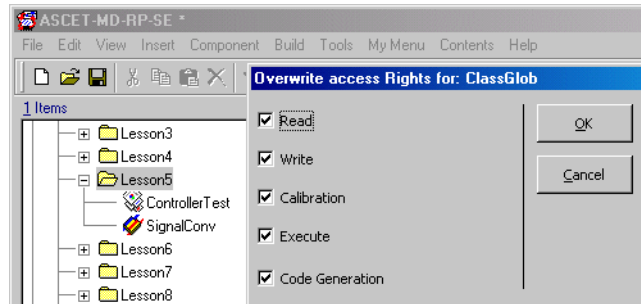 ASCET-MD-RP-SE *
File Edit View Insert Component Build Tools My Menu Contents Help
Overwrite access Rights for: ClassGlob
1 Items
Lesson3
Lesson4
Lesson5
ControllerTest
SignalConv
Lesson6
Lesson7
Lesson8
Read
Write
Calibration
Execute
Code Generation
OK
Cancel